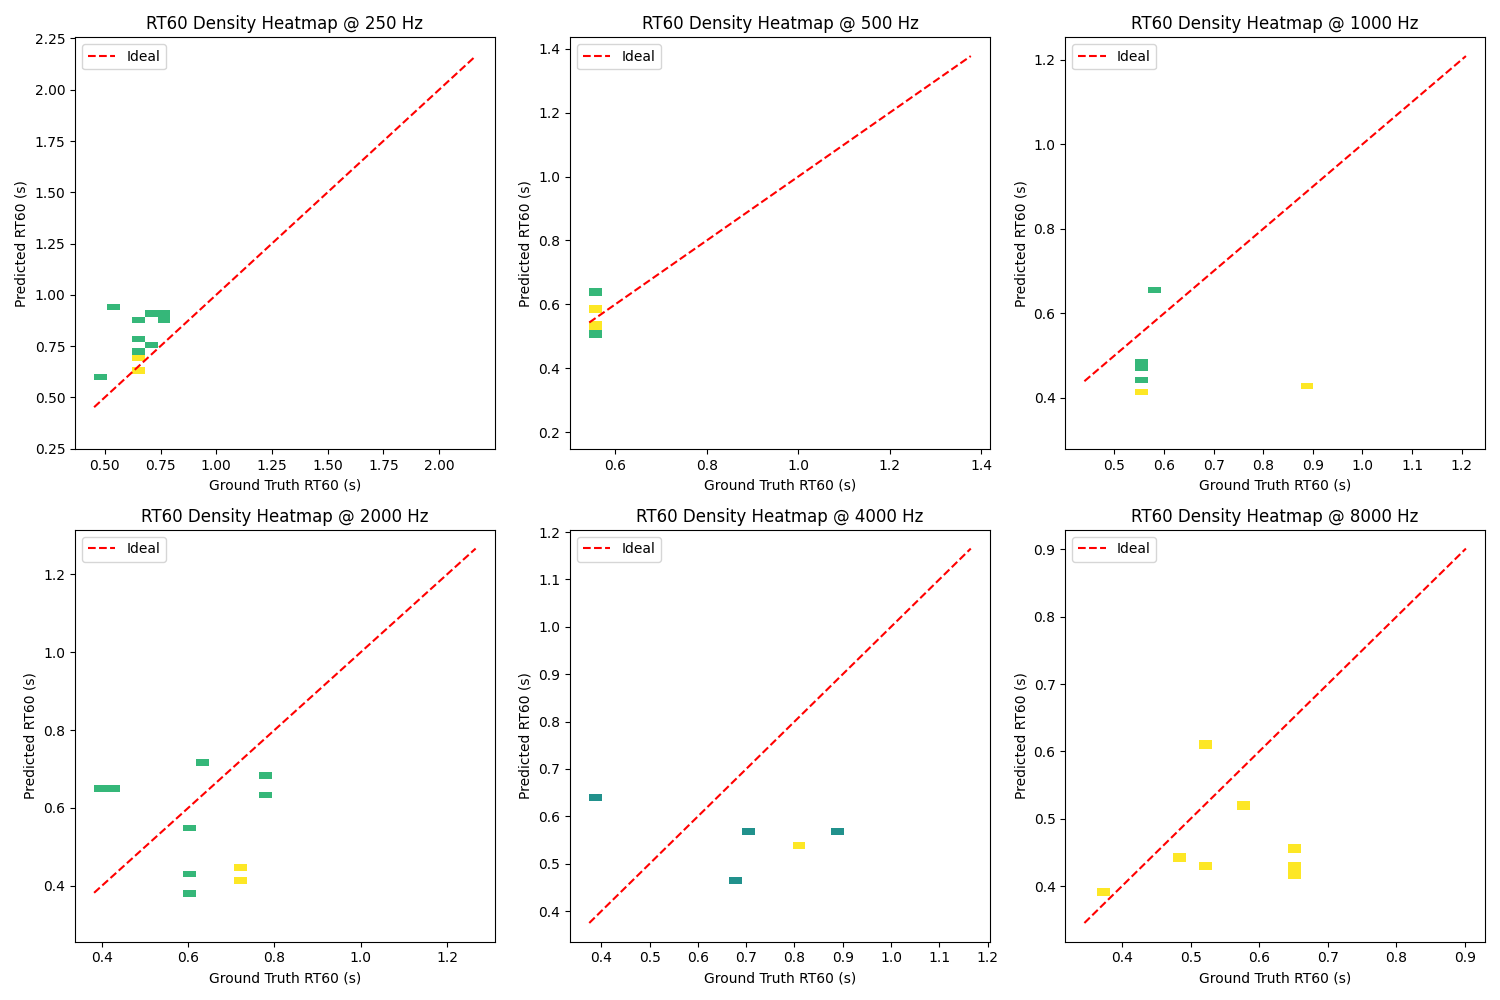 RT60 Density Heatmap @ 250 Hz
Ideal
2.25
2.00
1.75
1.50
1.25
1.00
0.75
0.50
0.25
0.50 0.75 1.00 1.25 1.50 1.75 2.00
Predicted RT60 (s)
Ground Truth RT60 (s)
RT60 Density Heatmap @ 500 Hz
Ideal
1.4
1.2
1.0
0.8
0.6
0.4
0.2
0.6 0.8 1.0 1.2 1.4
Predicted RT60 (s)
Ground Truth RT60 (s)
RT60 Density Heatmap @ 1000 Hz
Ideal
1.2
1.0
0.8
0.6
0.4
0.5 0.6 0.7 0.8 0.9 1.0 1.1 1.2
Predicted RT60 (s)
Ground Truth RT60 (s)
RT60 Density Heatmap @ 2000 Hz
Ideal
1.2
1.0
0.8
0.6
0.4
0.4 0.6 0.8 1.0 1.2
Predicted RT60 (s)
Ground Truth RT60 (s)
RT60 Density Heatmap @ 4000 Hz
Ideal
1.2
1.1
1.0
0.9
0.8
0.7
0.6
0.5
0.4
0.4 0.5 0.6 0.7 0.8 0.9 1.0 1.1 1.2
Predicted RT60 (s)
Ground Truth RT60 (s)
RT60 Density Heatmap @ 8000 Hz
Ideal
0.9
0.8
0.7
0.6
0.5
0.4
0.4 0.5 0.6 0.7 0.8 0.9
Predicted RT60 (s)
Ground Truth RT60 (s)